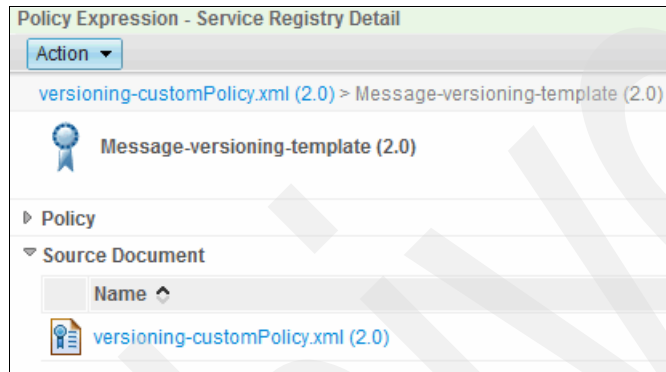 Policy Expression - Service Registry Detail
Action
versioning-customPolicy.xml (2.0) > Message-versioning-template (2.0)
Message-versioning-template (2.0)
Policy
Source Document
Name
versioning-customPolicy.xml (2.0)